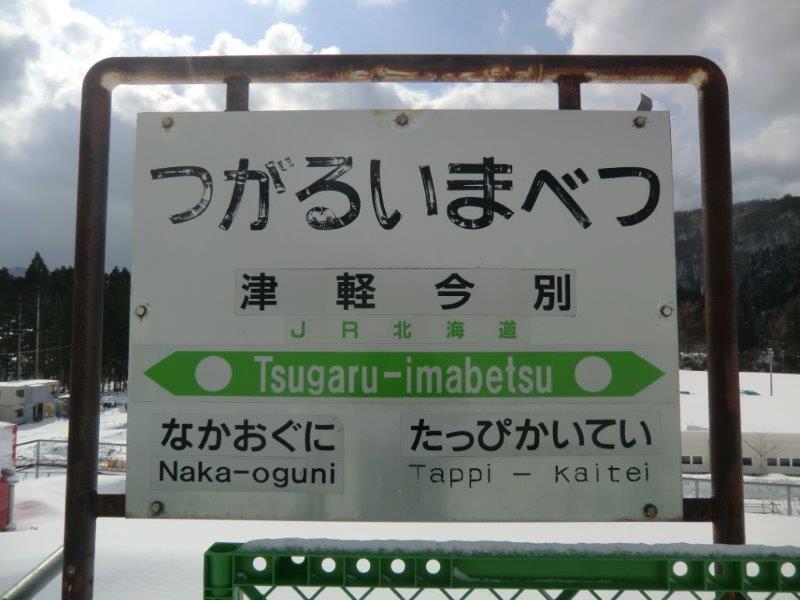 つがるいまべつ
津軽今別
JR北海道
Tsugaru-imabetsu
なかおぐに たっぴかいてい
Naka-oguni Tappi - kaitei